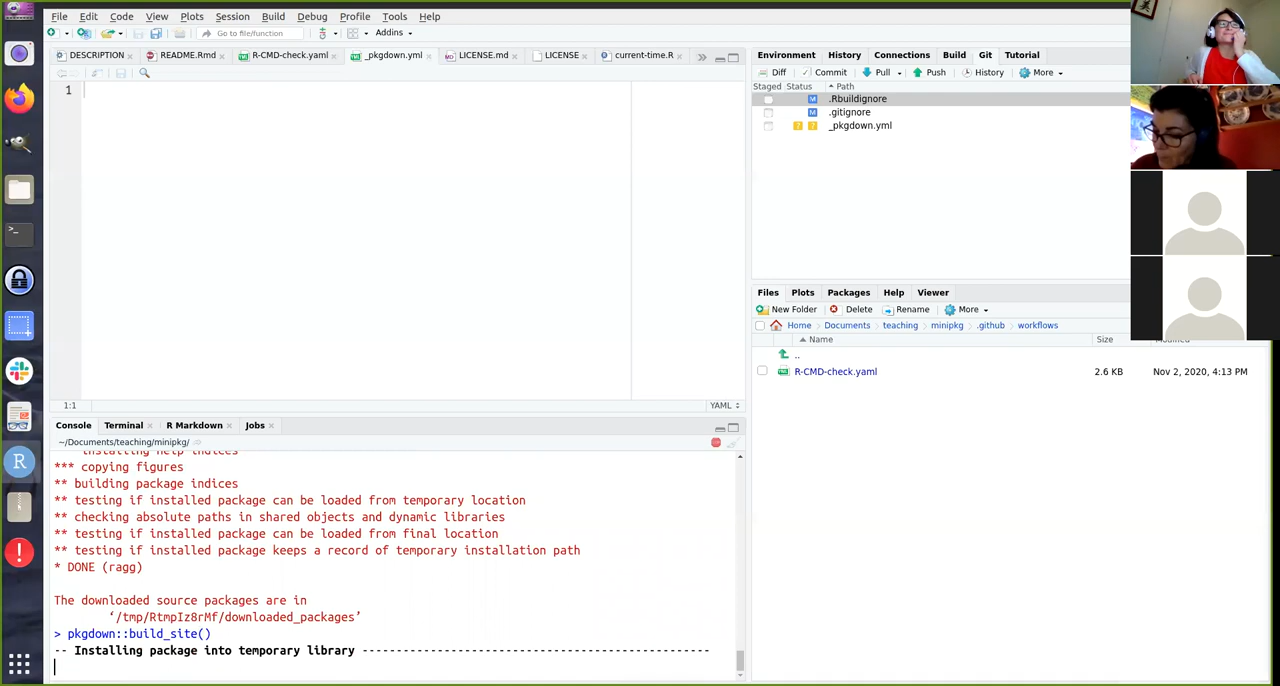 File Edit Code View Plots Session Build Debug Profile Tools Help
Go to file/function Addins
DESCRIPTION README.Rmd R-CMD-check.yaml _pkgdown.yml LICENSE.md LICENSE current-time.R
1
1:1 YAML
Console Terminal R Markdown Jobs
~/Documents/teaching/minipkg/
installing help indices
*** copying figures
** building package indices
** testing if installed package can be loaded from temporary location
** checking absolute paths in shared objects and dynamic libraries
** testing if installed package can be loaded from final location
** testing if installed package keeps a record of temporary installation path
* DONE (ragg)
The downloaded source packages are in
‘/tmp/RtmpIz8rMf/downloaded_packages’
> pkgdown::build_site()
-- Installing package into temporary library ----------------------------------------------------
Environment History Connections Build Git Tutorial
Diff Commit Pull Push History More
Staged Status Path
M .Rbuildignore
M .gitignore
? ? _pkgdown.yml
Files Plots Packages Help Viewer
New Folder Delete Rename More
Home Documents teaching minipkg .github workflows
Name Size Modified
..
R-CMD-check.yaml 2.6 KB Nov 2, 2020, 4:13 PM